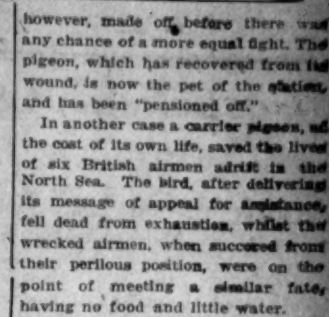 however, made off before there was
any chance of a more equal fight. The
pigeon, which has recovered from its
wound, is now the pet of the station,
and has been "pensioned off."
In another case a carrier pigeon, at
the cost of its own life, saved the lives
of six British airmen adrift in the
North Sea. The bird, after delivering
its message of appeal for assistance,
fell dead from exhaustion, whilst the
wrecked airmen, when succored from
their perilous position, were on the
point of meeting a similar fate,
having no food and little water.